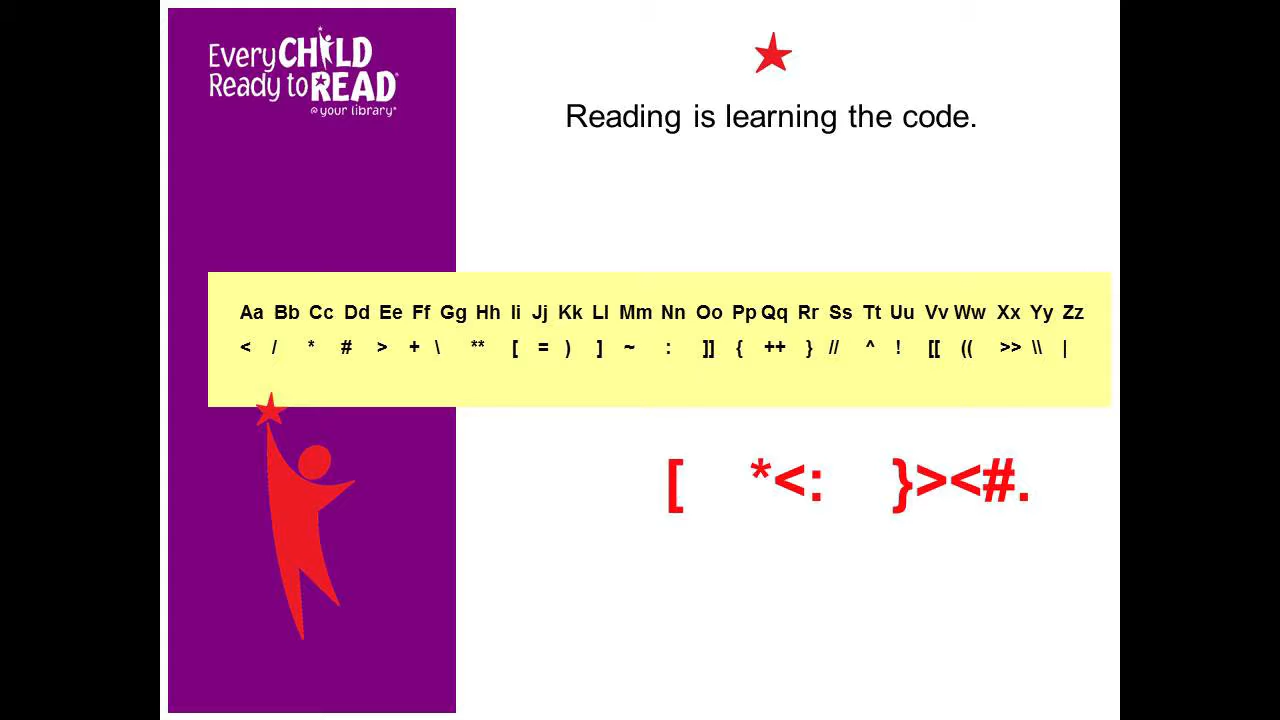 Every CHILD
Ready to READ®
@ your library®
Reading is learning the code.
Aa Bb Cc Dd Ee Ff Gg Hh Ii Jj Kk Ll Mm Nn Oo Pp Qq Rr Ss Tt Uu Vv Ww Xx Yy Zz
< / * # > + \ ** [ = ) ] ~ : ]] { ++ } // ^ ! [[ (( >> \\ |
[ *<: }><#.